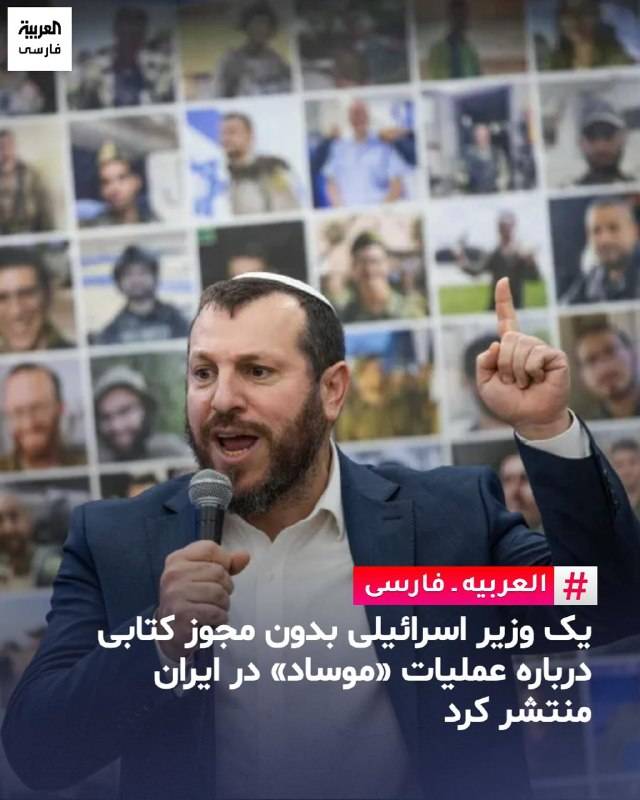 العربية
فارسی
# العربیه ـ فارسی
یک وزیر اسرائیلی بدون مجوز کتابی
درباره عملیات «موساد» در ایران
منتشر کرد